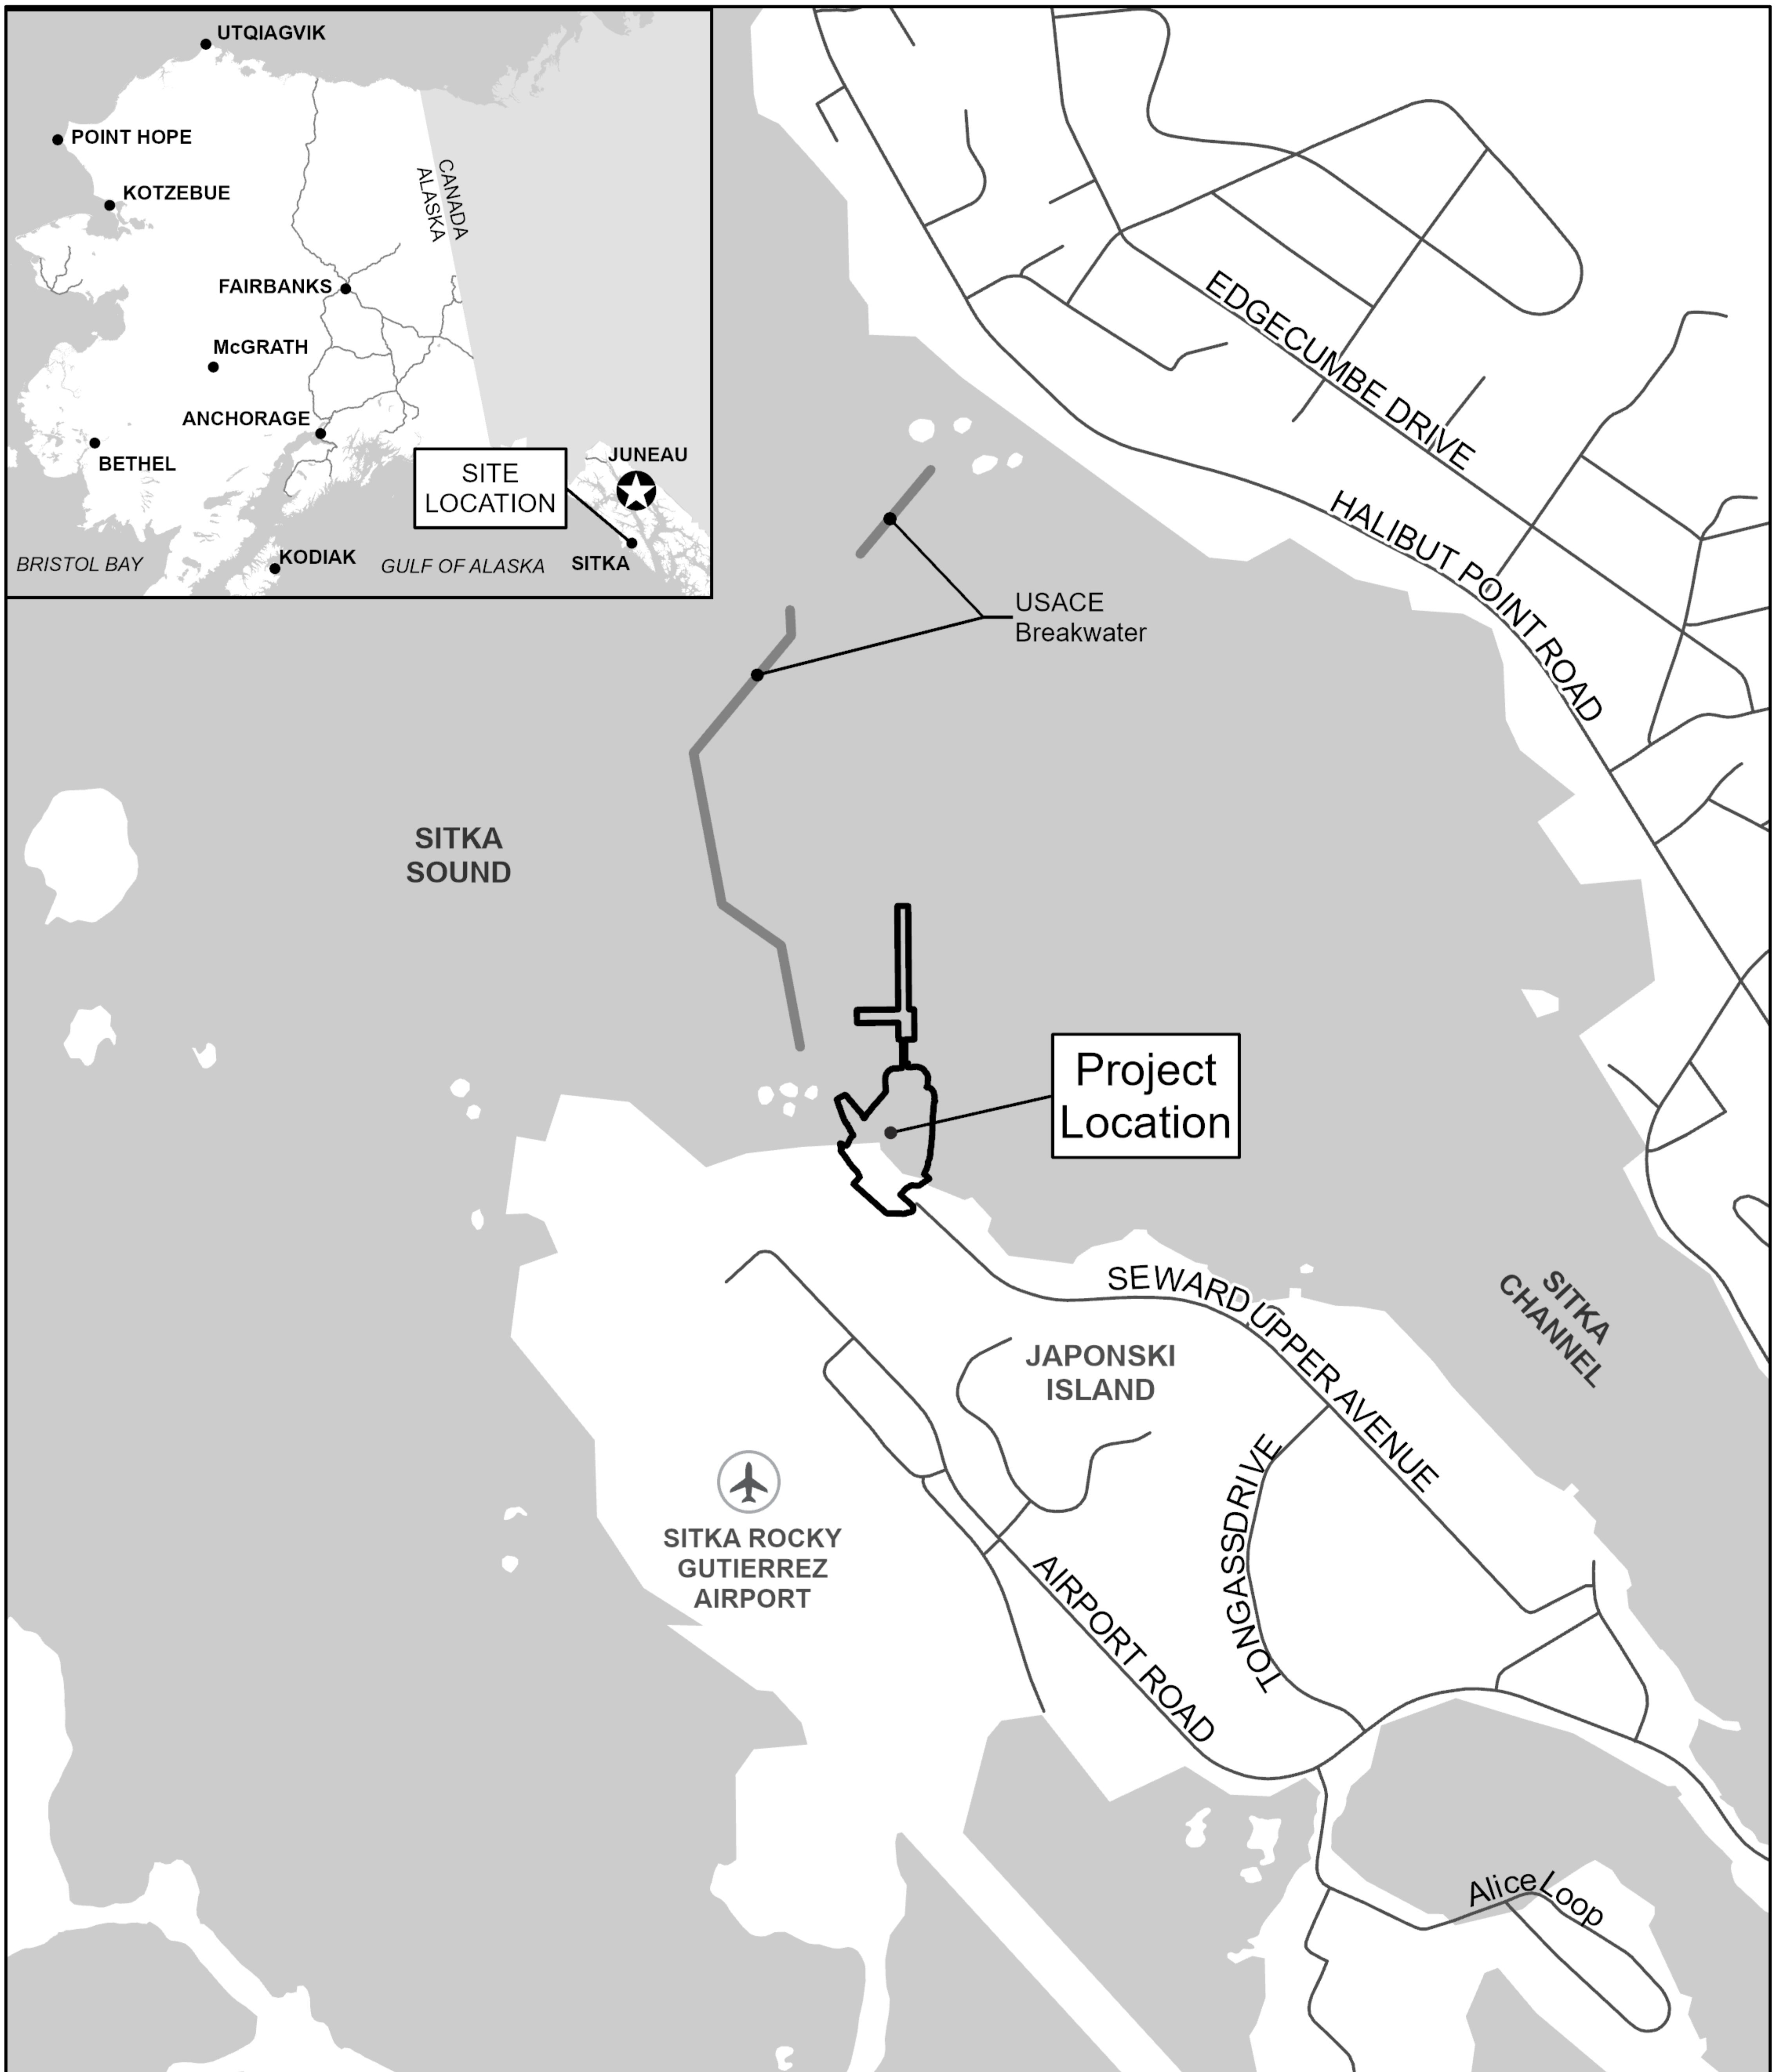 UTQIAGVIK
POINT HOPE
KOTZEBUE
CANADA
ALASKA
FAIRBANKS
McGRATH
ANCHORAGE
BETHEL
SITE
LOCATION
JUNEAU
BRISTOL BAY
KODIAK
GULF OF ALASKA
SITKA
EDGECUMBE DRIVE
HALIBUT POINT ROAD
USACE
Breakwater
SITKA
SOUND
Project
Location
SEWARD UPPER AVENUE
SITKA
CHANNEL
JAPONSKI
ISLAND
TONGASSDRIVE
SITKA ROCKY
GUTIERREZ
AIRPORT
AIRPORT ROAD
Alice Loop